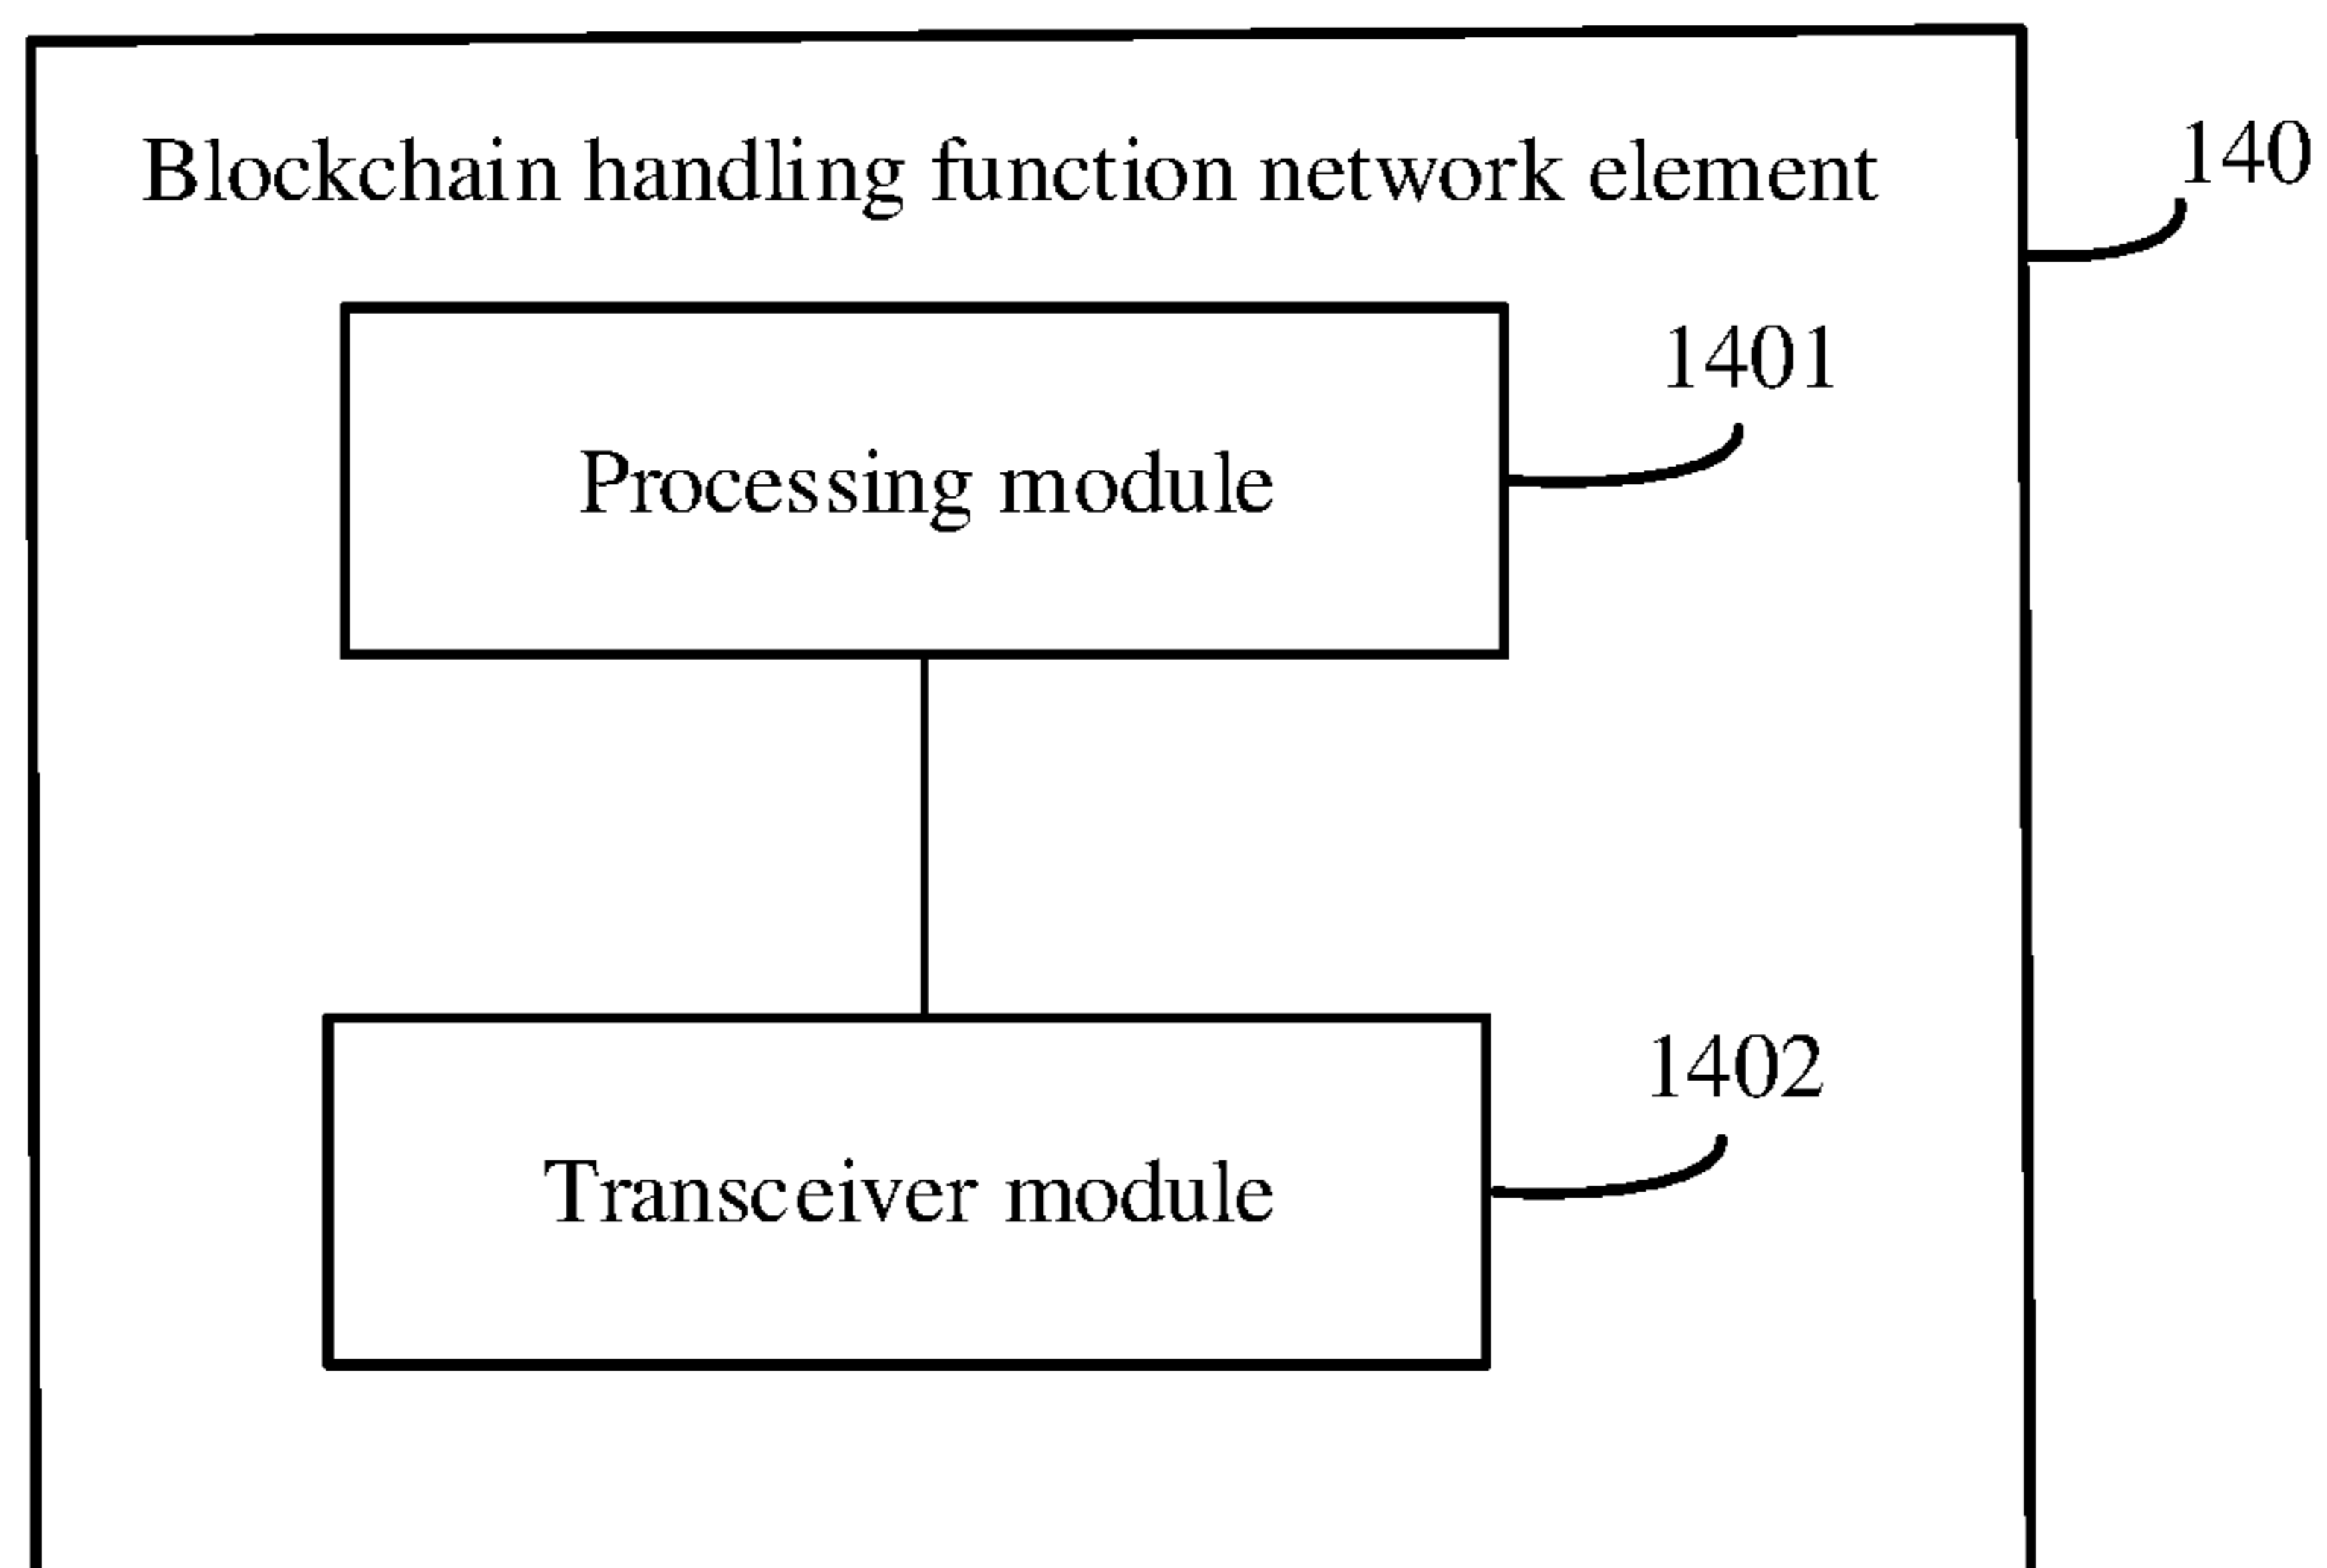 Blockchain handling function network element
140
1401
Processing module
1402
Transceiver module